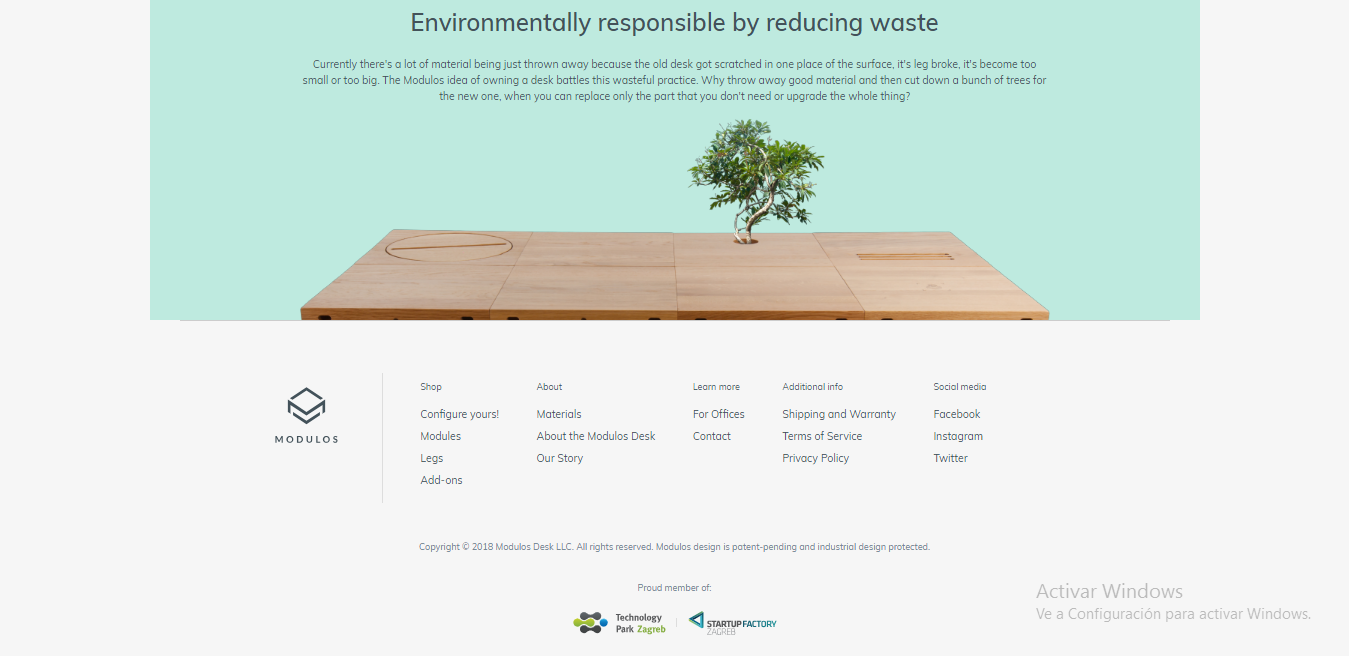 Environmentally responsible by reducing waste
Currently there's a lot of material being just thrown away because the old desk got scratched in one place of the surface, it's leg broke, it's become too
small or too big. The Modulos idea of owning a desk battles this wasteful practice. Why throw away good material and then cut down a bunch of trees for
the new one, when you can replace only the part that you don't need or upgrade the whole thing?
MODULOS
Shop
Configure yours!
Modules
Legs
Add-ons
About
Materials
About the Modulos Desk
Our Story
Learn more
For Offices
Contact
Additional info
Shipping and Warranty
Terms of Service
Privacy Policy
Social media
Facebook
Instagram
Twitter
Copyright © 2018 Modulos Desk LLC. All rights reserved. Modulos design is patent-pending and industrial design protected.
Proud member of:
Technology
Park Zagreb
STARTUP FACTORY
ZAGREB
Activar Windows
Ve a Configuración para activar Windows.